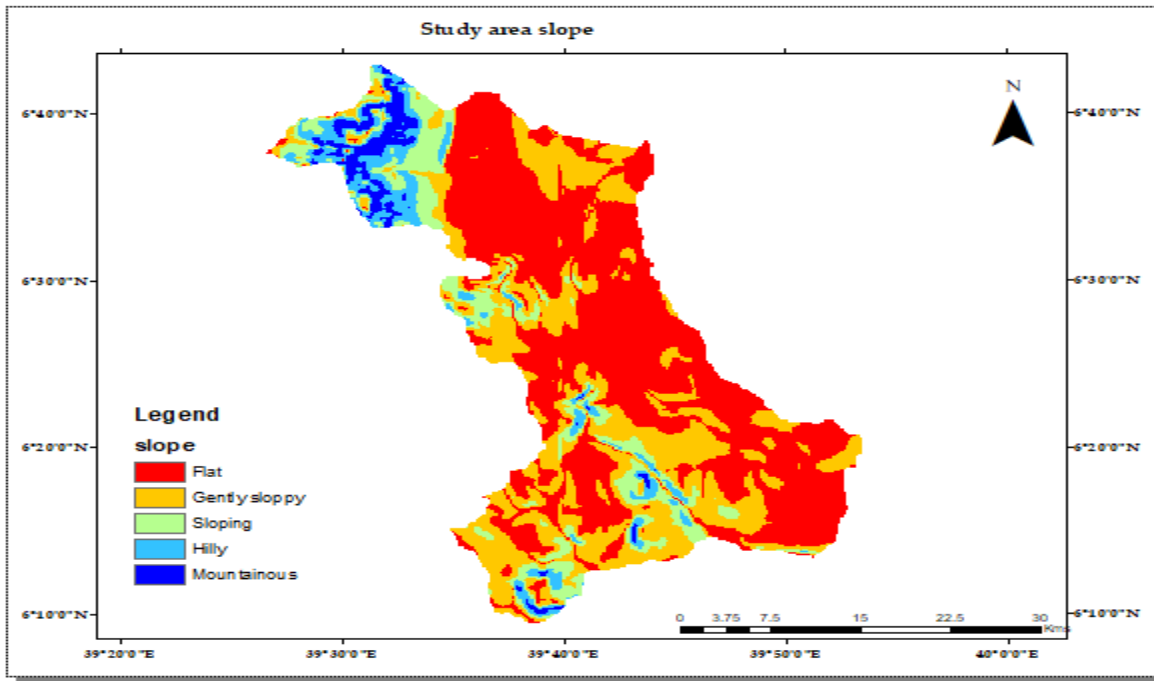 Study area slope
N
6°40'0"N
6°40'0"N
6°30'0"N
6°30'0"N
6°20'0"N
6°20'0"N
6°10'0"N
6°10'0"N
Legend
slope
Flat
Gently sloppy
Sloping
Hilly
Mountainous
0 3.75 7.5 15 22.5 30
Kms
39°20'0"E 39°30'0"E 39°40'0"E 39°50'0"E 40°0'0"E